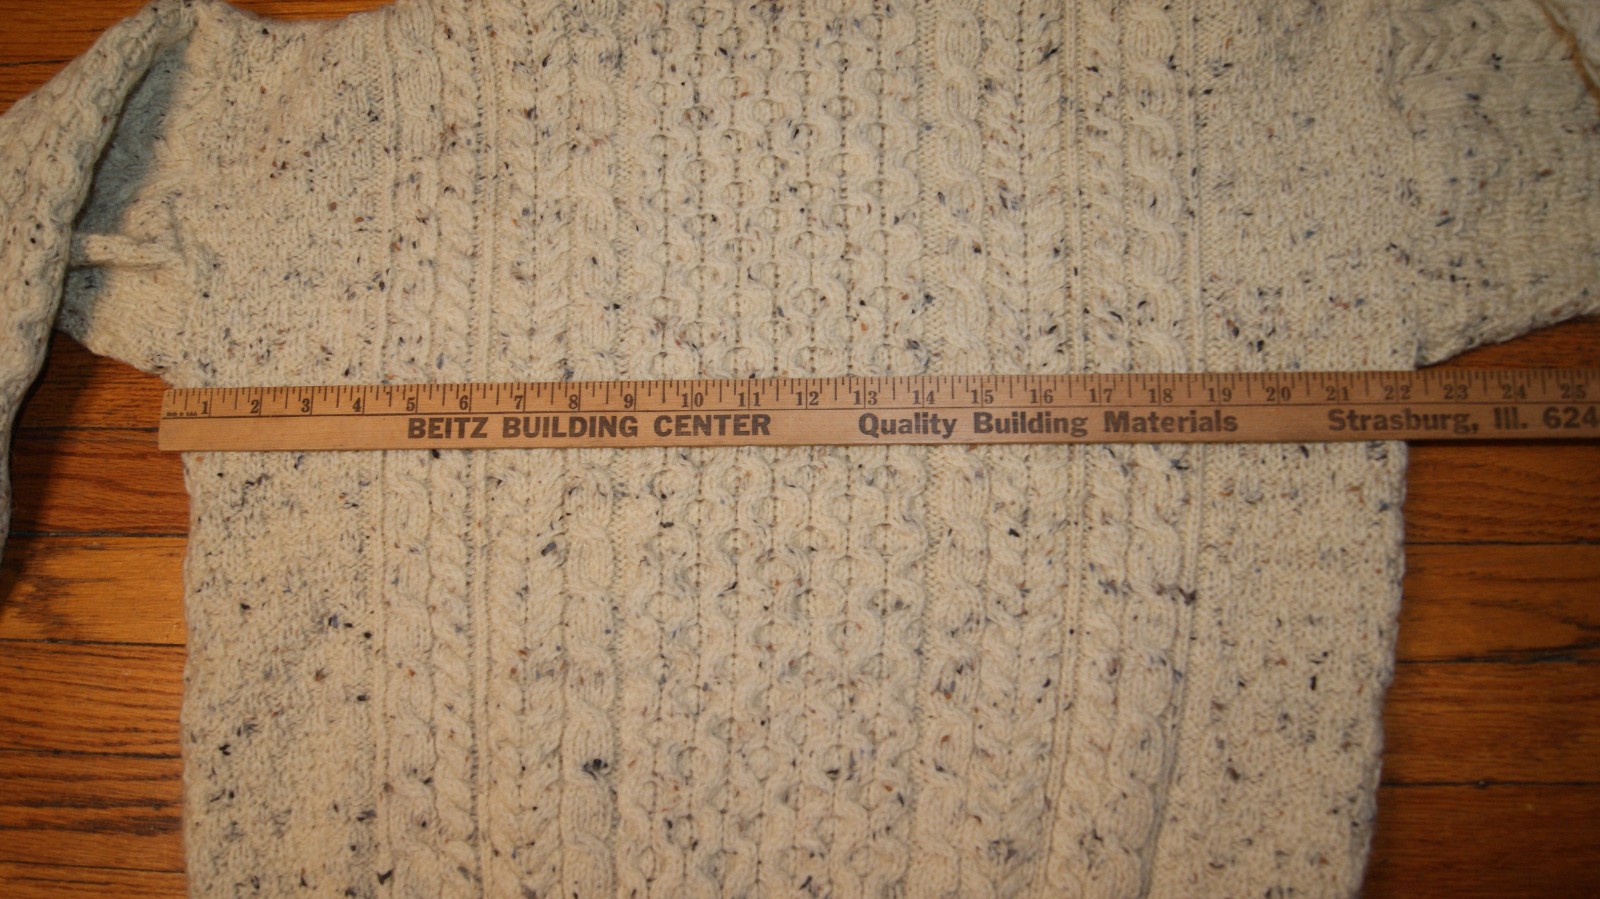 1 2 3 4 5 6 7 8 9 10 11 12 13 14 15 16 17 18 19 20 21 22 23 24 25
BEITZ BUILDING CENTER Quality Building Materials Strasburg, Ill. 624